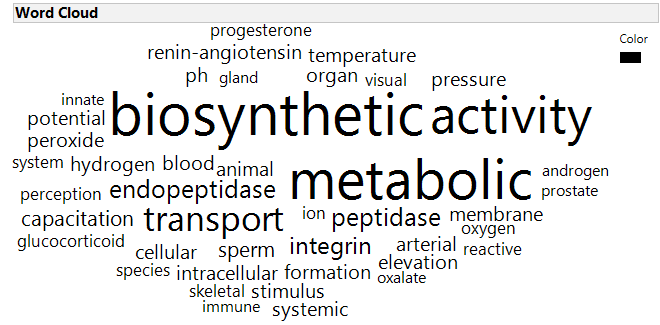 Word Cloud
progesterone
Color
renin-angiotensin temperature
ph gland organ visual pressure
innate
potential biosynthetic activity
peroxide
system hydrogen blood animal metabolic androgen
perception endopeptidase prostate
capacitation transport ion peptidase membrane
glucocorticoid oxygen
cellular sperm integrin arterial reactive
species intracellular formation elevation
skeletal stimulus oxalate
immune systemic